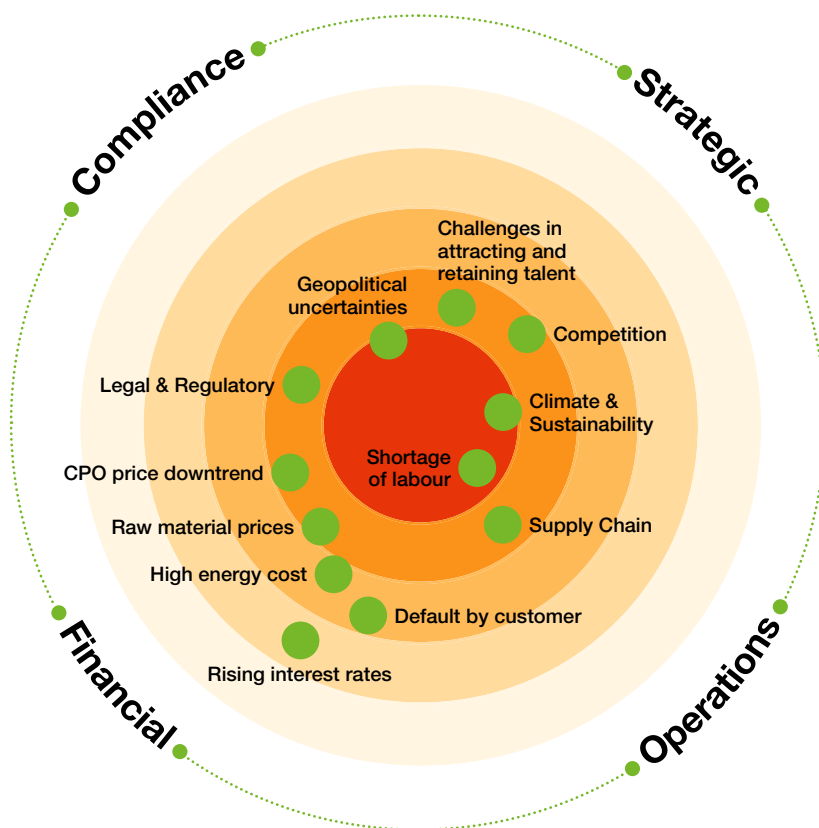 Compliance
Strategic
Challenges in
attracting and
retaining talent
Geopolitical
uncertainties
Competition
Legal & Regulatory
Climate &
Sustainability
Shortage
of labour
CPO price downtrend
Raw material prices
Supply Chain
High energy cost
Default by customer
Rising interest rates
Financial
Operations